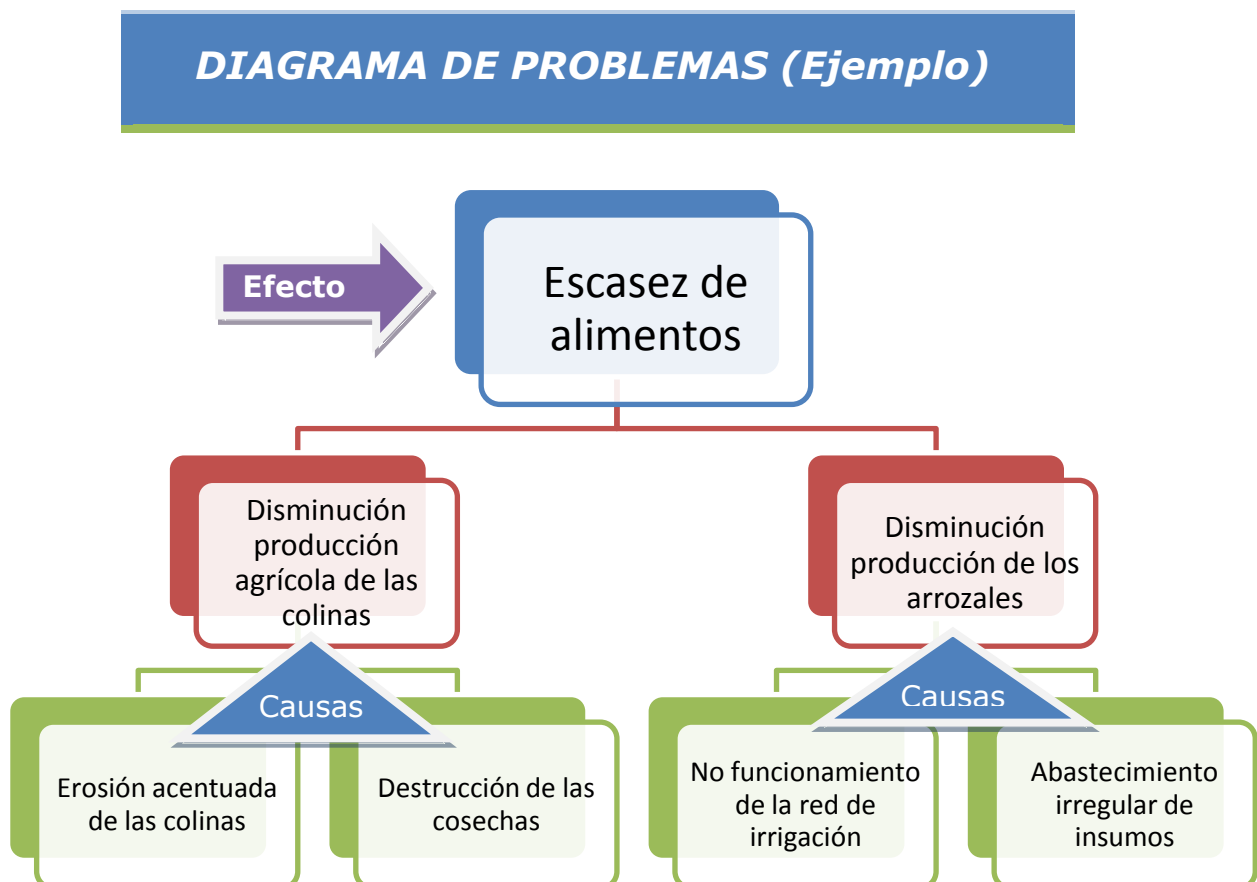 DIAGRAMA DE PROBLEMAS (Ejemplo)
Efecto
Escasez de
alimentos
Disminución
producción
agrícola de las
colinas
Disminución
producción de los
arrozales
Causas
Causas
Erosión acentuada
de las colinas
Destrucción de las
cosechas
No funcionamiento
de la red de
irrigación
Abastecimiento
irregular de
insumos